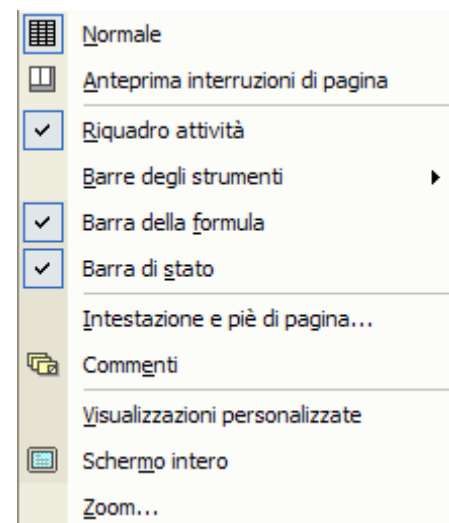 Normale
Anteprima interruzioni di pagina
Riquadro attività
Barre degli strumenti
Barra della formula
Barra di stato
Intestazione e piè di pagina...
Commenti
Visualizzazioni personalizzate
Schermo intero
Zoom...